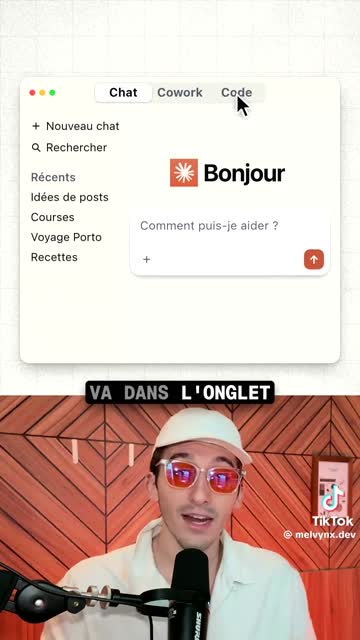 Chat Cowork Code
+ Nouveau chat
Rechercher
Bonjour
Récents
Idées de posts
Courses
Voyage Porto
Recettes
Comment puis-je aider ?
+
VA DANS L'ONGLET
TikTok
@ melvynx.dev
SHURE